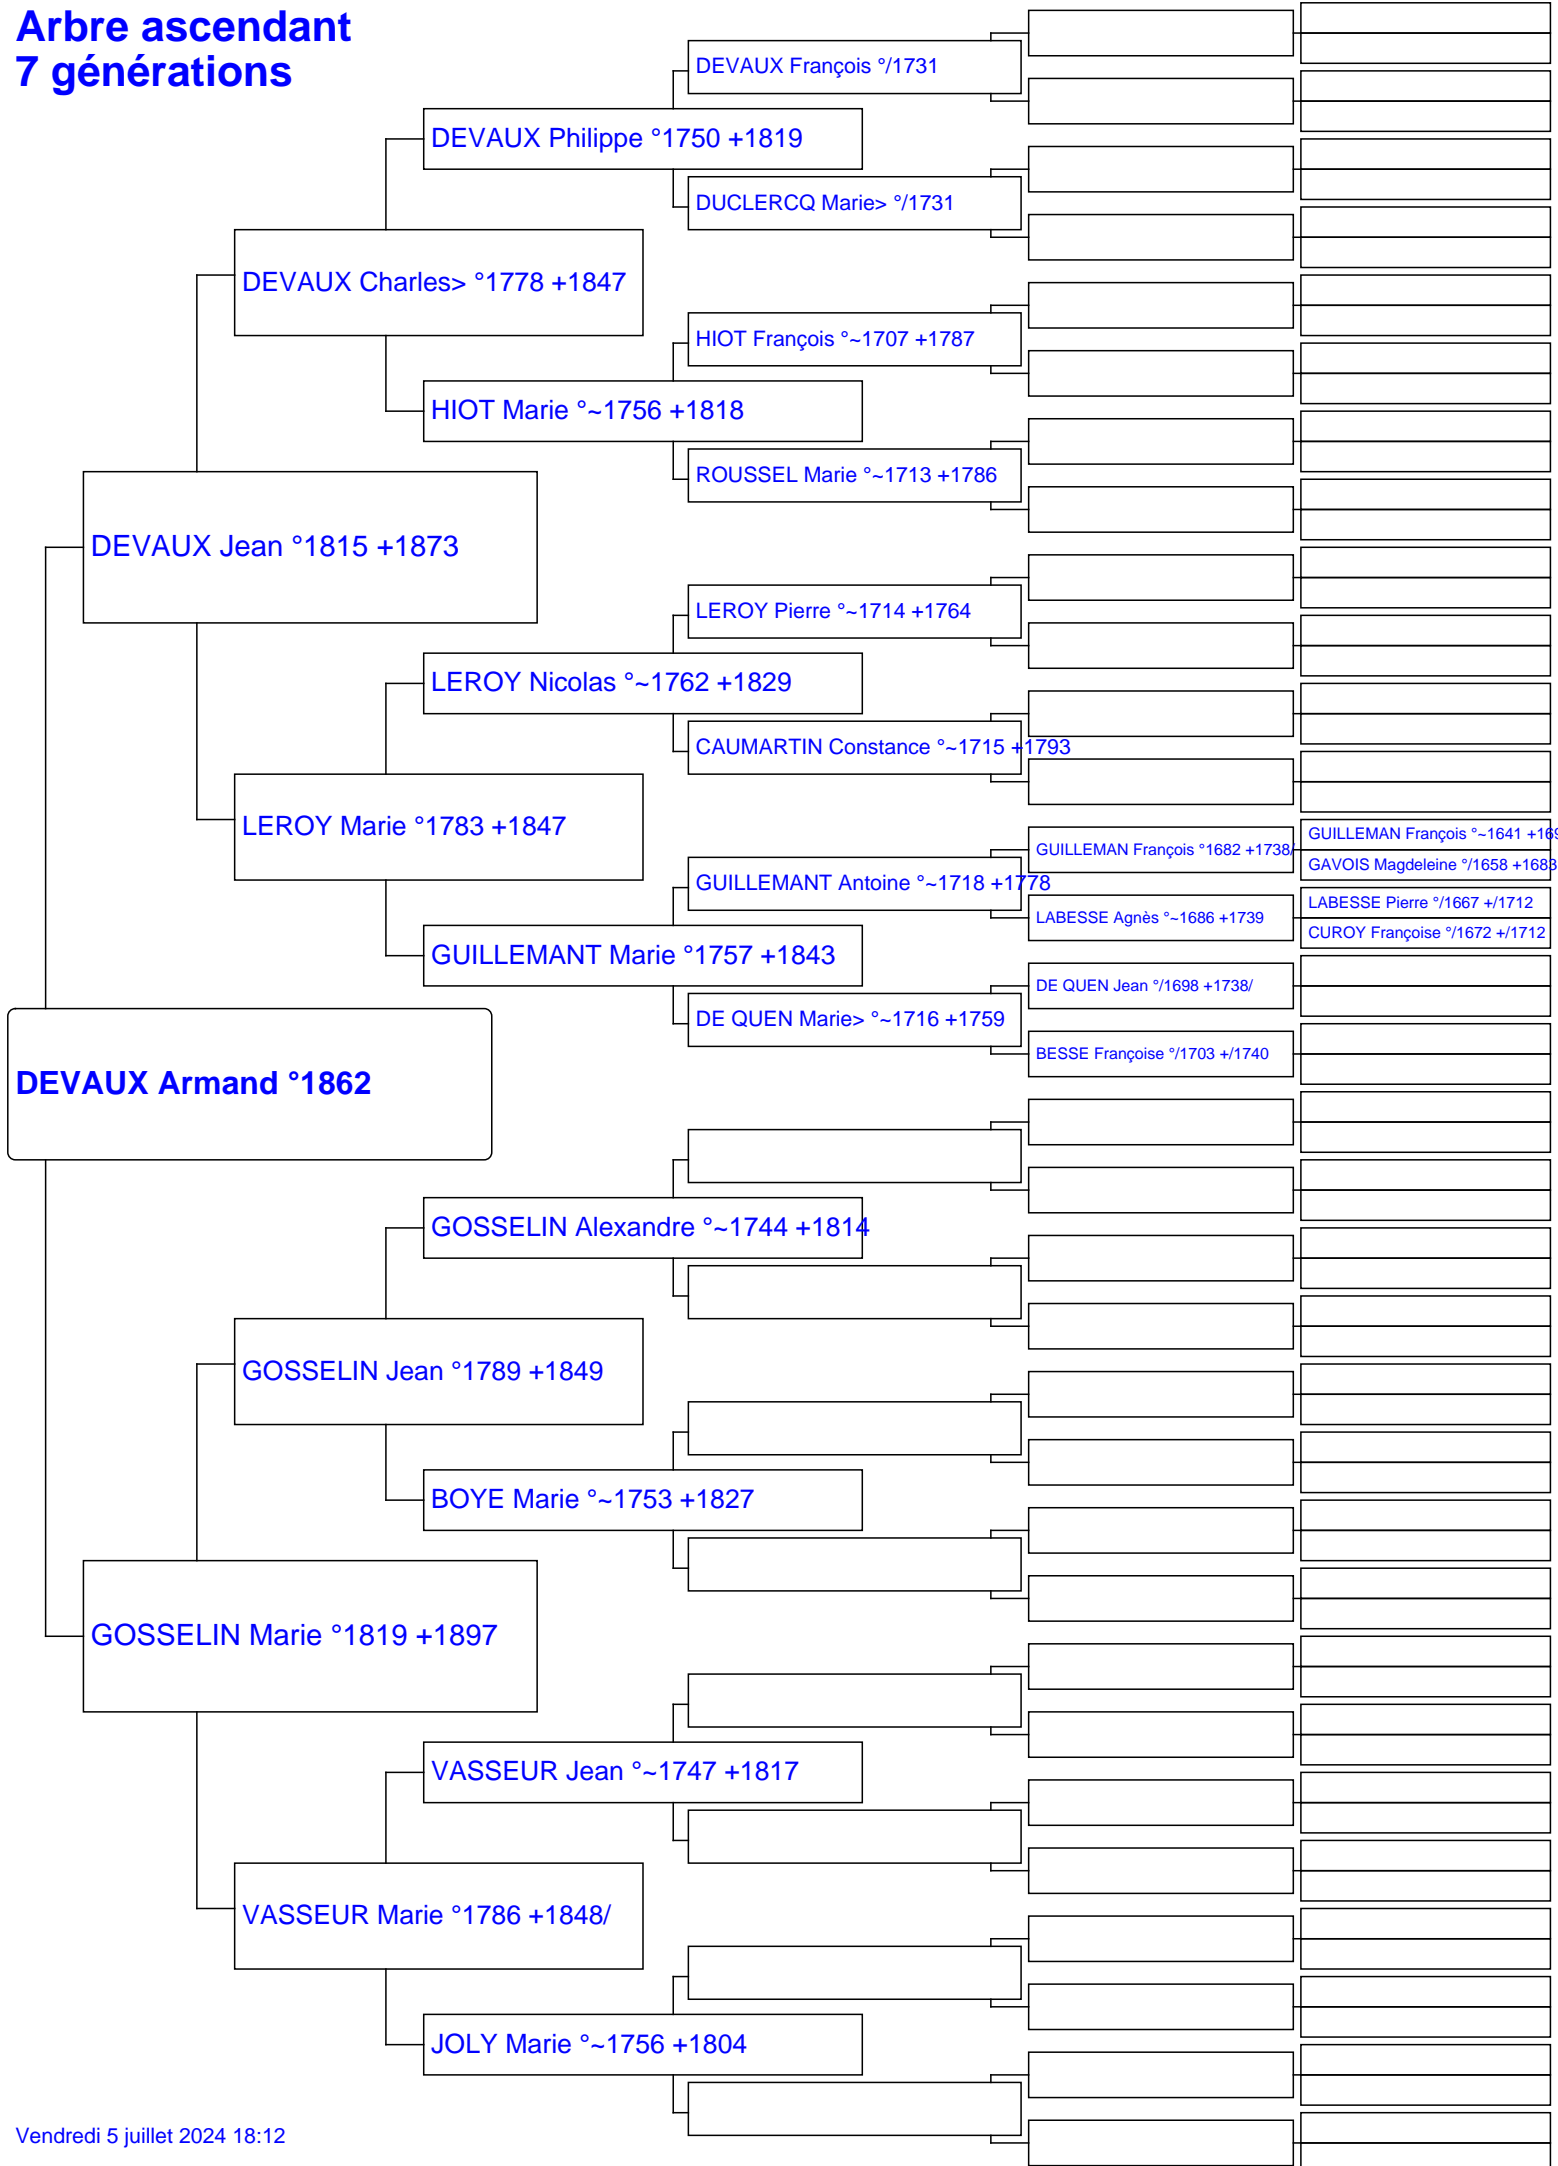 Arbre ascendant
7 générations
DEVAUX François °/1731
DEVAUX Philippe °1750 +1819
DUCLERCQ Marie> °/1731
DEVAUX Charles> °1778 +1847
HIOT François °~1707 +1787
HIOT Marie °~1756 +1818
ROUSSEL Marie °~1713 +1786
DEVAUX Jean °1815 +1873
LEROY Pierre °~1714 +1764
LEROY Nicolas °~1762 +1829
CAUMARTIN Constance °~1715 +1793
LEROY Marie °1783 +1847
GUILLEMAN François °~1641 +169
GUILLEMAN François °1682 +1738/
GAVOIS Magdeleine °/1658 +1683
GUILLEMANT Antoine °~1718 +1778
LABESSE Pierre °/1667 +/1712
LABESSE Agnès °~1686 +1739
CUROY Françoise °/1672 +/1712
GUILLEMANT Marie °1757 +1843
DE QUEN Jean °/1698 +1738/
DE QUEN Marie> °~1716 +1759
BESSE Françoise °/1703 +/1740
DEVAUX Armand °1862
GOSSELIN Alexandre °~1744 +1814
GOSSELIN Jean °1789 +1849
BOYE Marie °~1753 +1827
GOSSELIN Marie °1819 +1897
VASSEUR Jean °~1747 +1817
VASSEUR Marie °1786 +1848/
JOLY Marie °~1756 +1804
Vendredi 5 juillet 2024 18:12